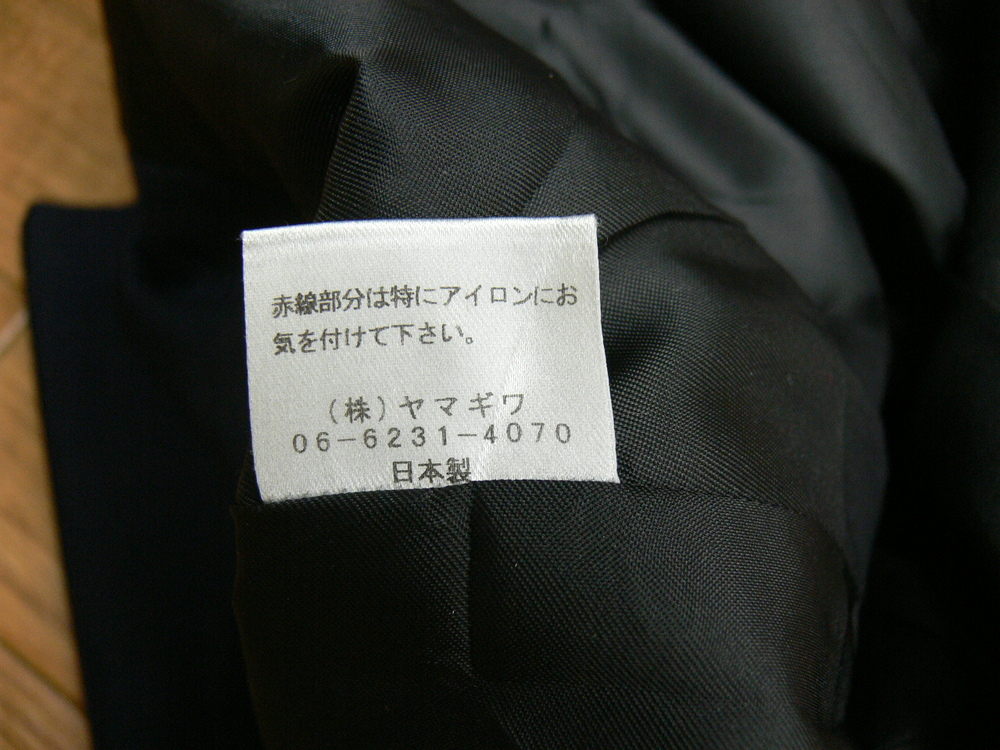 赤線部分は特にアイロンにお
気を付けて下さい。
(株)ヤマギワ
06-6231-4070
日本製